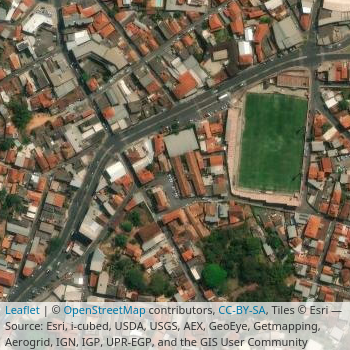 Leaflet | © OpenStreetMap contributors, CC-BY-SA, Tiles © Esri —
Source: Esri, i-cubed, USDA, USGS, AEX, GeoEye, Getmapping,
Aerogrid, IGN, IGP, UPR-EGP, and the GIS User Community